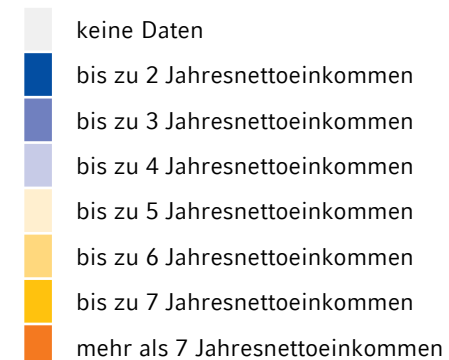 keine Daten
bis zu 2 Jahresnettoeinkommen
bis zu 3 Jahresnettoeinkommen
bis zu 4 Jahresnettoeinkommen
bis zu 5 Jahresnettoeinkommen
bis zu 6 Jahresnettoeinkommen
bis zu 7 Jahresnettoeinkommen
mehr als 7 Jahresnettoeinkommen